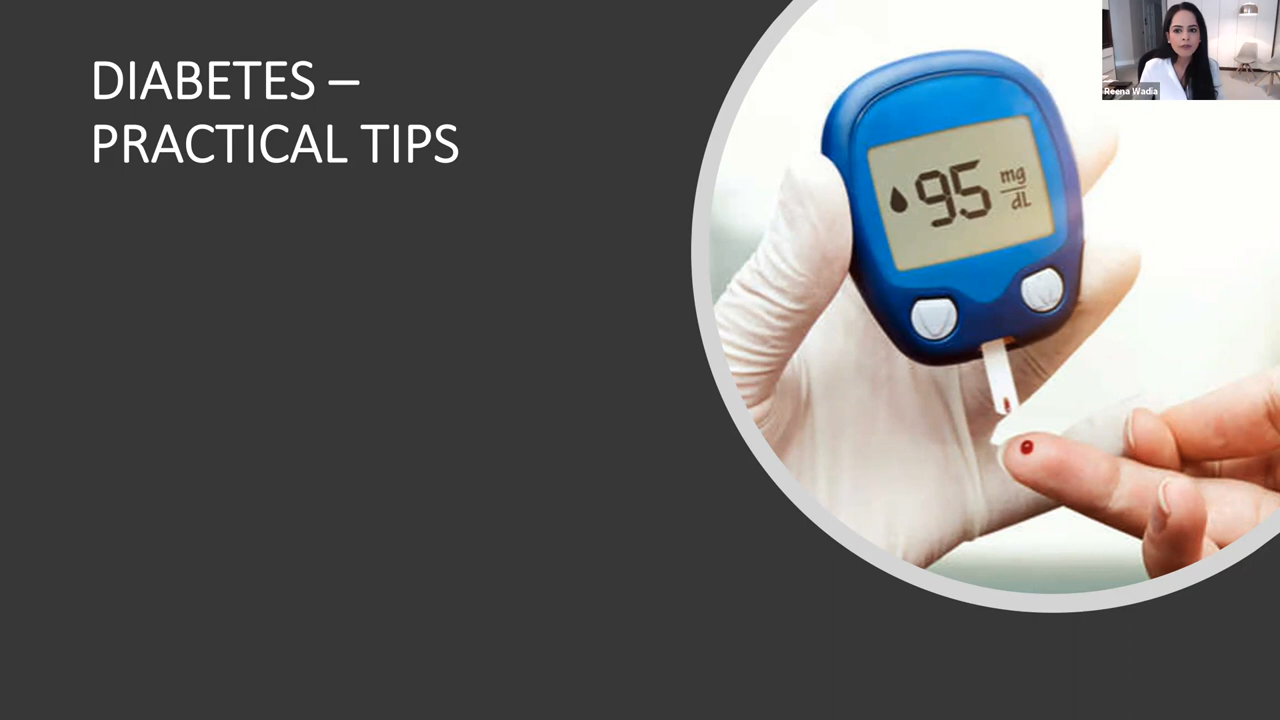 DIABETES –
PRACTICAL TIPS
95 mg
dL
Reena Wadia